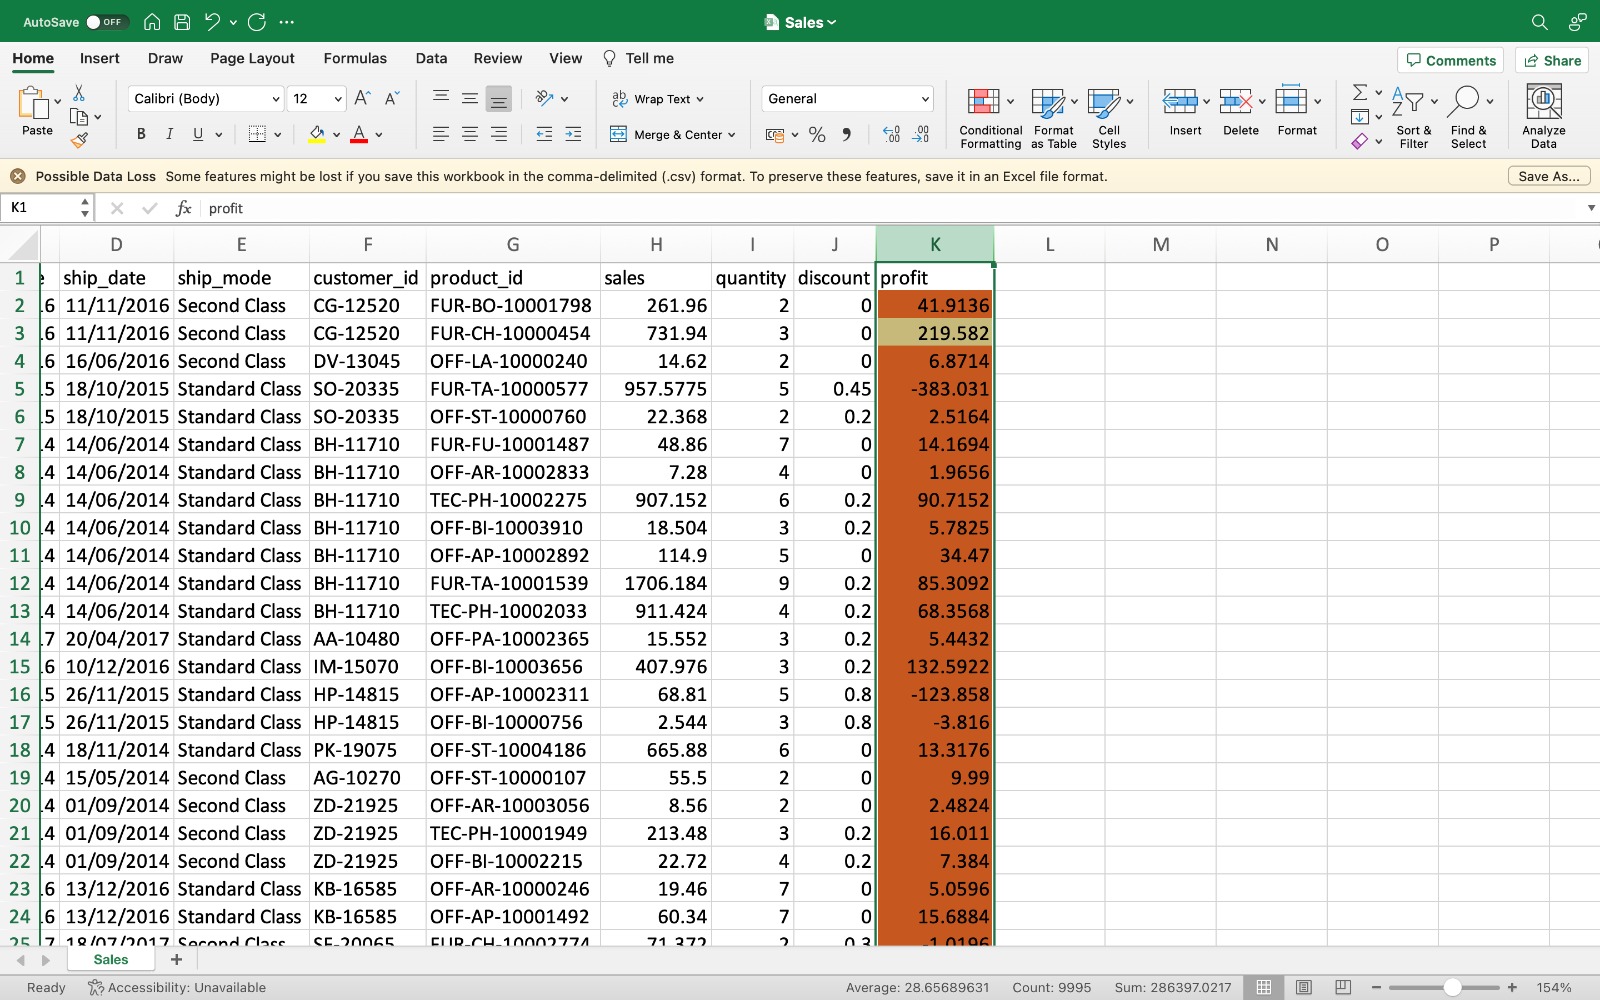 AutoSave OFF Sales
Home Insert Draw Page Layout Formulas Data Review View Tell me Comments Share
Paste Calibri (Body) 12 A A Wrap Text General Conditional Formatting Format as Table Cell Styles Insert Delete Format Sort & Filter Find & Select Analyze Data
B I U A Merge & Center %
Possible Data Loss Some features might be lost if you save this workbook in the comma-delimited (.csv) format. To preserve these features, save it in an Excel file format. Save As...
K1 fx profit
D E F G H I J K L M N O P
1 ship_date ship_mode customer_id product_id sales quantity discount profit
2 .6 11/11/2016 Second Class CG-12520 FUR-BO-10001798 261.96 2 0 41.9136
3 .6 11/11/2016 Second Class CG-12520 FUR-CH-10000454 731.94 3 0 219.582
4 .6 16/06/2016 Second Class DV-13045 OFF-LA-10000240 14.62 2 0 6.8714
5 .5 18/10/2015 Standard Class SO-20335 FUR-TA-10000577 957.5775 5 0.45 -383.031
6 .5 18/10/2015 Standard Class SO-20335 OFF-ST-10000760 22.368 2 0.2 2.5164
7 .4 14/06/2014 Standard Class BH-11710 FUR-FU-10001487 48.86 7 0 14.1694
8 .4 14/06/2014 Standard Class BH-11710 OFF-AR-10002833 7.28 4 0 1.9656
9 .4 14/06/2014 Standard Class BH-11710 TEC-PH-10002275 907.152 6 0.2 90.7152
10 .4 14/06/2014 Standard Class BH-11710 OFF-BI-10003910 18.504 3 0.2 5.7825
11 .4 14/06/2014 Standard Class BH-11710 OFF-AP-10002892 114.9 5 0 34.47
12 .4 14/06/2014 Standard Class BH-11710 FUR-TA-10001539 1706.184 9 0.2 85.3092
13 .4 14/06/2014 Standard Class BH-11710 TEC-PH-10002033 911.424 4 0.2 68.3568
14 .7 20/04/2017 Standard Class AA-10480 OFF-PA-10002365 15.552 3 0.2 5.4432
15 .6 10/12/2016 Standard Class IM-15070 OFF-BI-10003656 407.976 3 0.2 132.5922
16 .5 26/11/2015 Standard Class HP-14815 OFF-AP-10002311 68.81 5 0.8 -123.858
17 .5 26/11/2015 Standard Class HP-14815 OFF-BI-10000756 2.544 3 0.8 -3.816
18 .4 18/11/2014 Standard Class PK-19075 OFF-ST-10004186 665.88 6 0 13.3176
19 .4 15/05/2014 Second Class AG-10270 OFF-ST-10000107 55.5 2 0 9.99
20 .4 01/09/2014 Second Class ZD-21925 OFF-AR-10003056 8.56 2 0 2.4824
21 .4 01/09/2014 Second Class ZD-21925 TEC-PH-10001949 213.48 3 0.2 16.011
22 .4 01/09/2014 Second Class ZD-21925 OFF-BI-10002215 22.72 4 0.2 7.384
23 .6 13/12/2016 Standard Class KB-16585 OFF-AR-10000246 19.46 7 0 5.0596
24 .6 13/12/2016 Standard Class KB-16585 OFF-AP-10001492 60.34 7 0 15.6884
25 .7 18/07/2017 Second Class SF-20065 FUR-CH-10002774 71.372 2 0.3 -1.0196
Sales +
Ready Accessibility: Unavailable Average: 28.65689631 Count: 9995 Sum: 286397.0217 154%